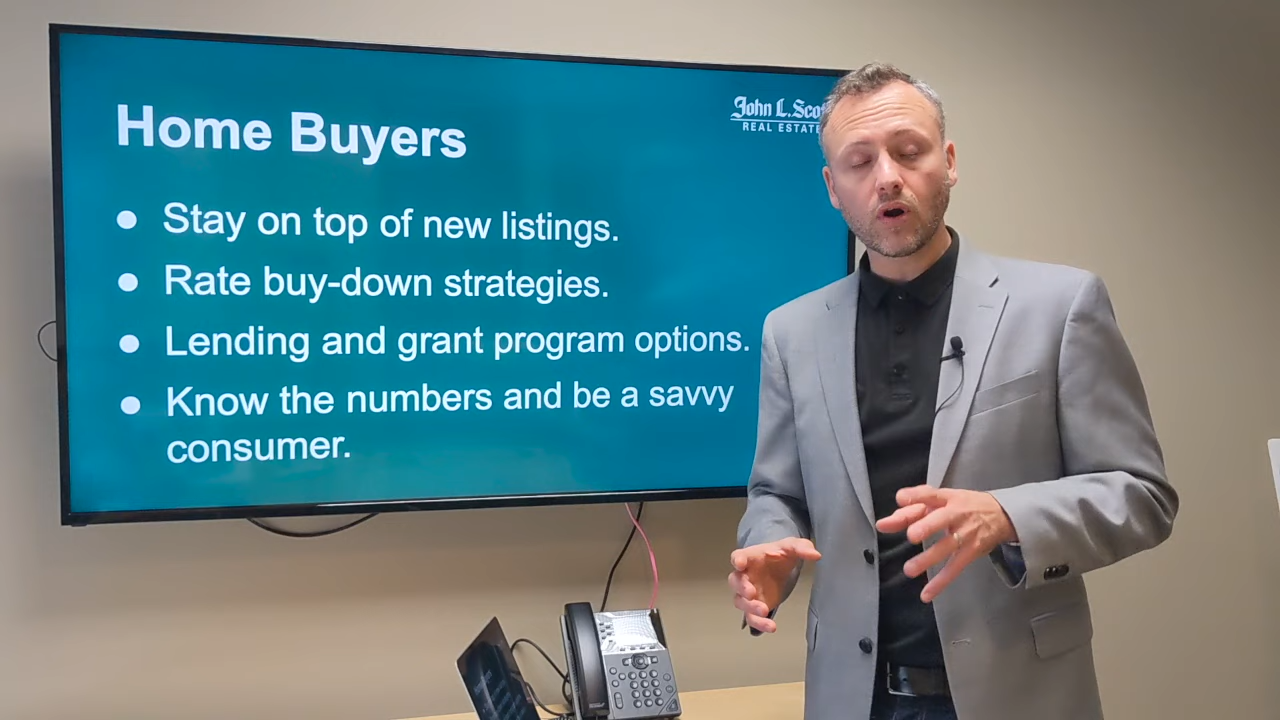 Home Buyers
John L. Scott
REAL ESTATE
● Stay on top of new listings.
● Rate buy-down strategies.
● Lending and grant program options.
● Know the numbers and be a savvy
consumer.